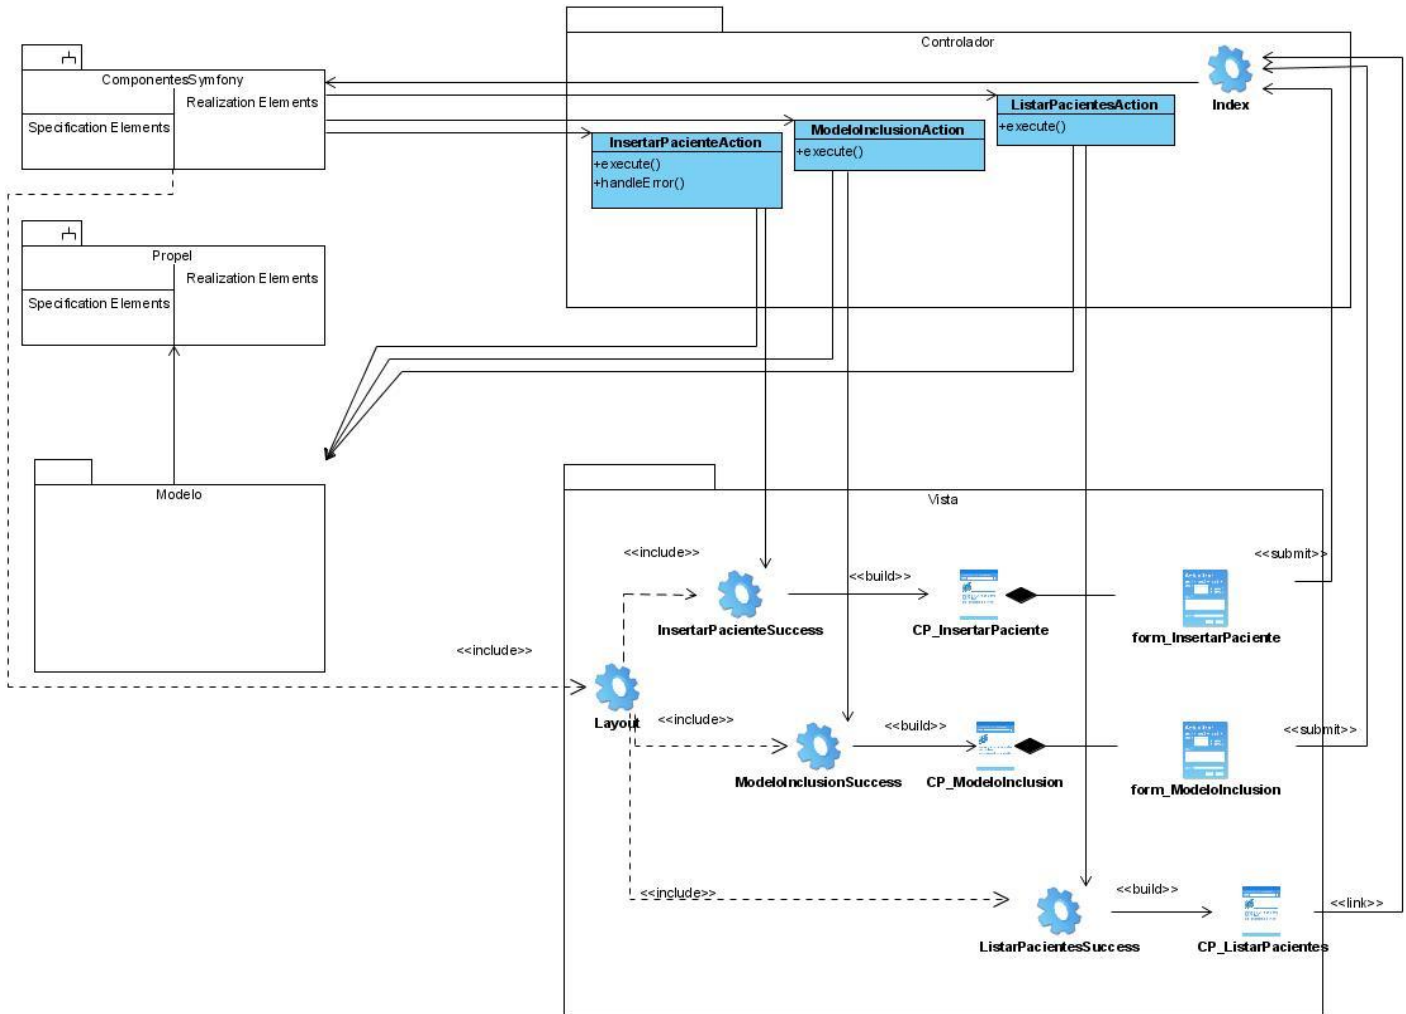 Controlador
ComponentesSymfony
Realization Elements
Specification Elements
Index
ListarPacientesAction
+execute()
ModeloInclusionAction
+execute()
InsertarPacienteAction
+execute()
+handleError()
Propel
Realization Elements
Specification Elements
Modelo
Vista
<<include>>
<<submit>>
<<build>>
InsertarPacienteSuccess
CP_InsertarPaciente
form_InsertarPaciente
<<include>>
Layout
<<include>>
<<build>>
<<submit>>
ModeloInclusionSuccess
CP_ModeloInclusion
form_ModeloInclusion
<<include>>
<<build>>
<<link>>
ListarPacientesSuccess
CP_ListarPacientes